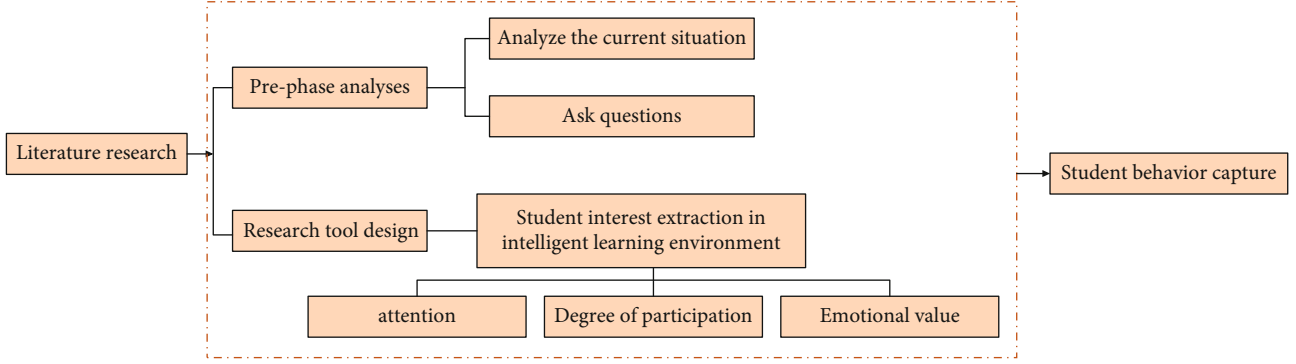 Literature research
Pre-phase analyses
Analyze the current situation
Ask questions
Research tool design
Student interest extraction in
intelligent learning environment
attention
Degree of participation
Emotional value
Student behavior capture